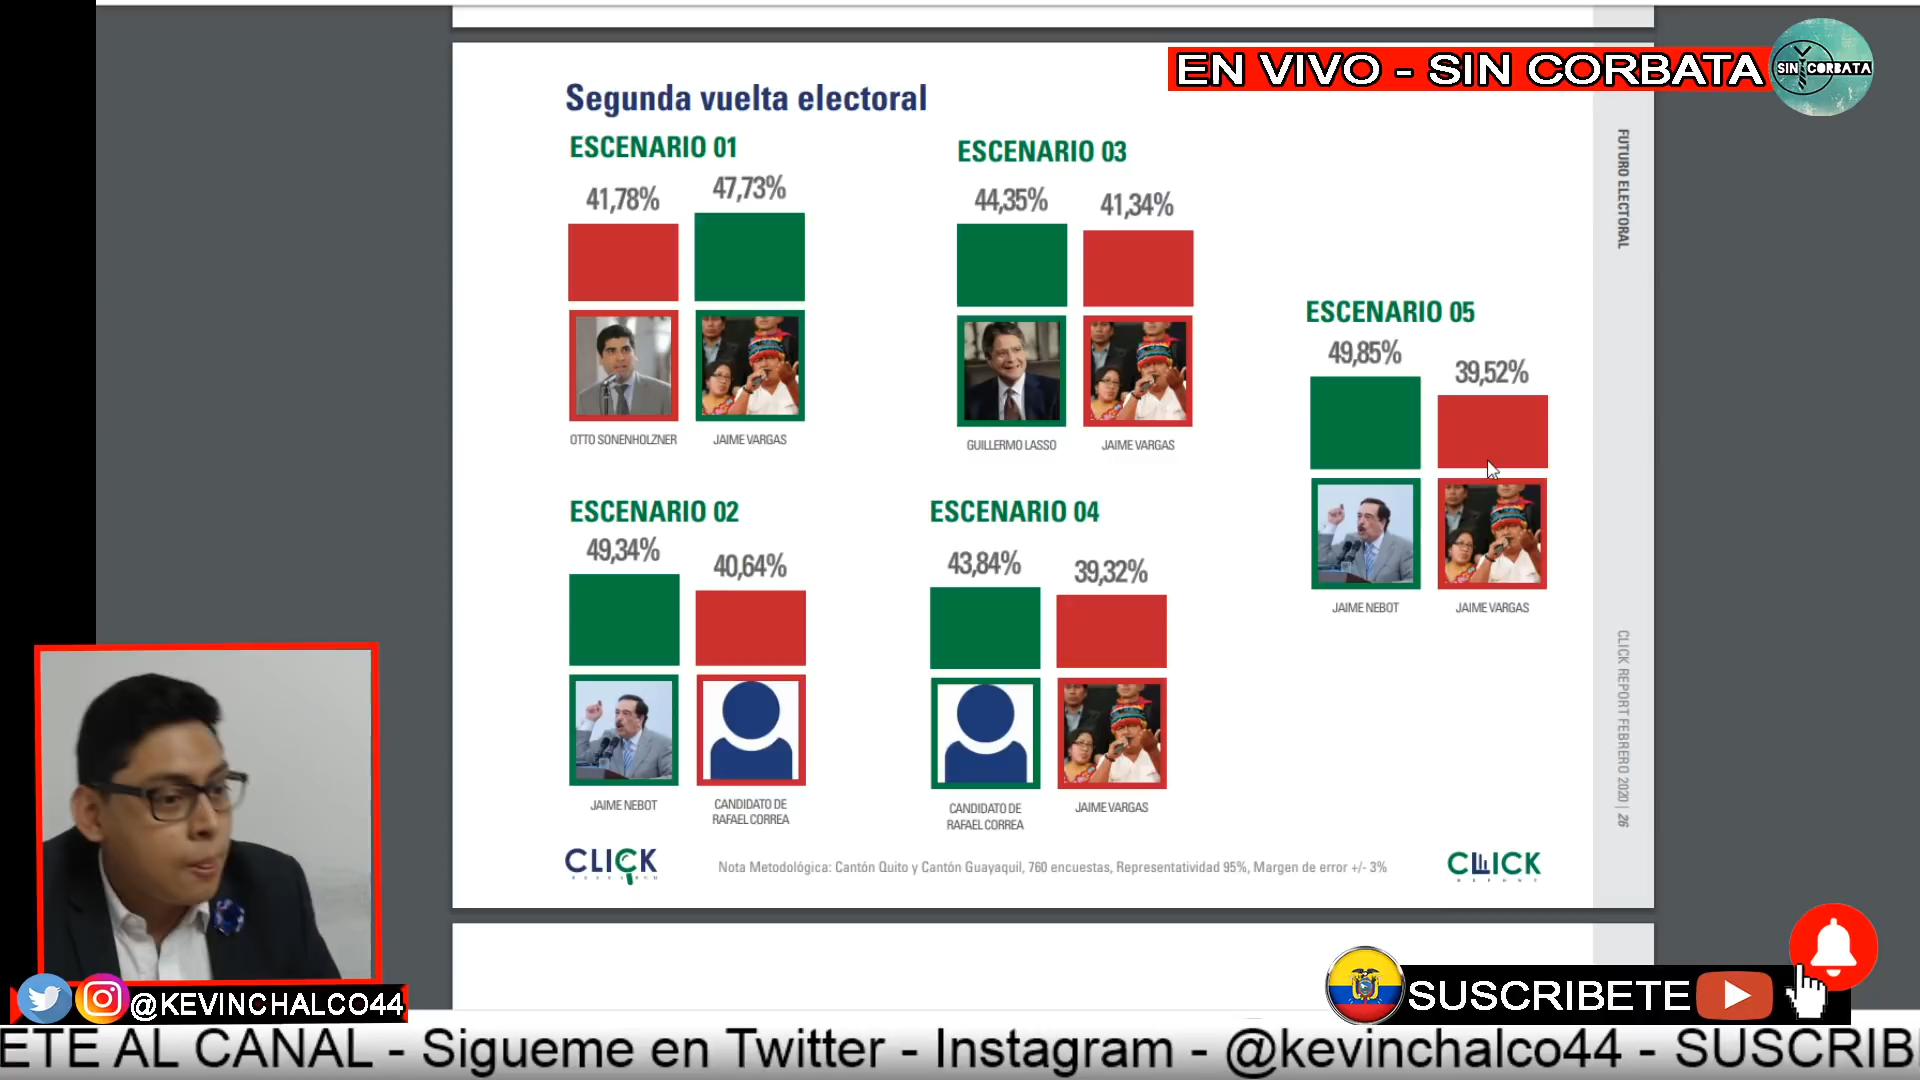 EN VIVO - SIN CORBATA
SIN CORBATA
Segunda vuelta electoral
ESCENARIO 01
41,78%
47,73%
OTTO SONENHOLZNER
JAIME VARGAS
ESCENARIO 03
44,35%
41,34%
GUILLERMO LASSO
JAIME VARGAS
ESCENARIO 05
49,85%
39,52%
JAIME NEBOT
JAIME VARGAS
ESCENARIO 02
49,34%
40,64%
JAIME NEBOT
CANDIDATO DE
RAFAEL CORREA
ESCENARIO 04
43,84%
39,32%
CANDIDATO DE
RAFAEL CORREA
JAIME VARGAS
FUTURO ELECTORAL
CLICK REPORT FEBRERO 2020 | 26
CLICK
Nota Metodológica: Cantón Quito y Cantón Guayaquil, 760 encuestas, Representatividad 95%, Margen de error +/- 3%
CLICK
@KEVINCHALCO44
SUSCRIBETE
ETE AL CANAL - Sigueme en Twitter - Instagram - @kevinchalco44 - SUSCRIB